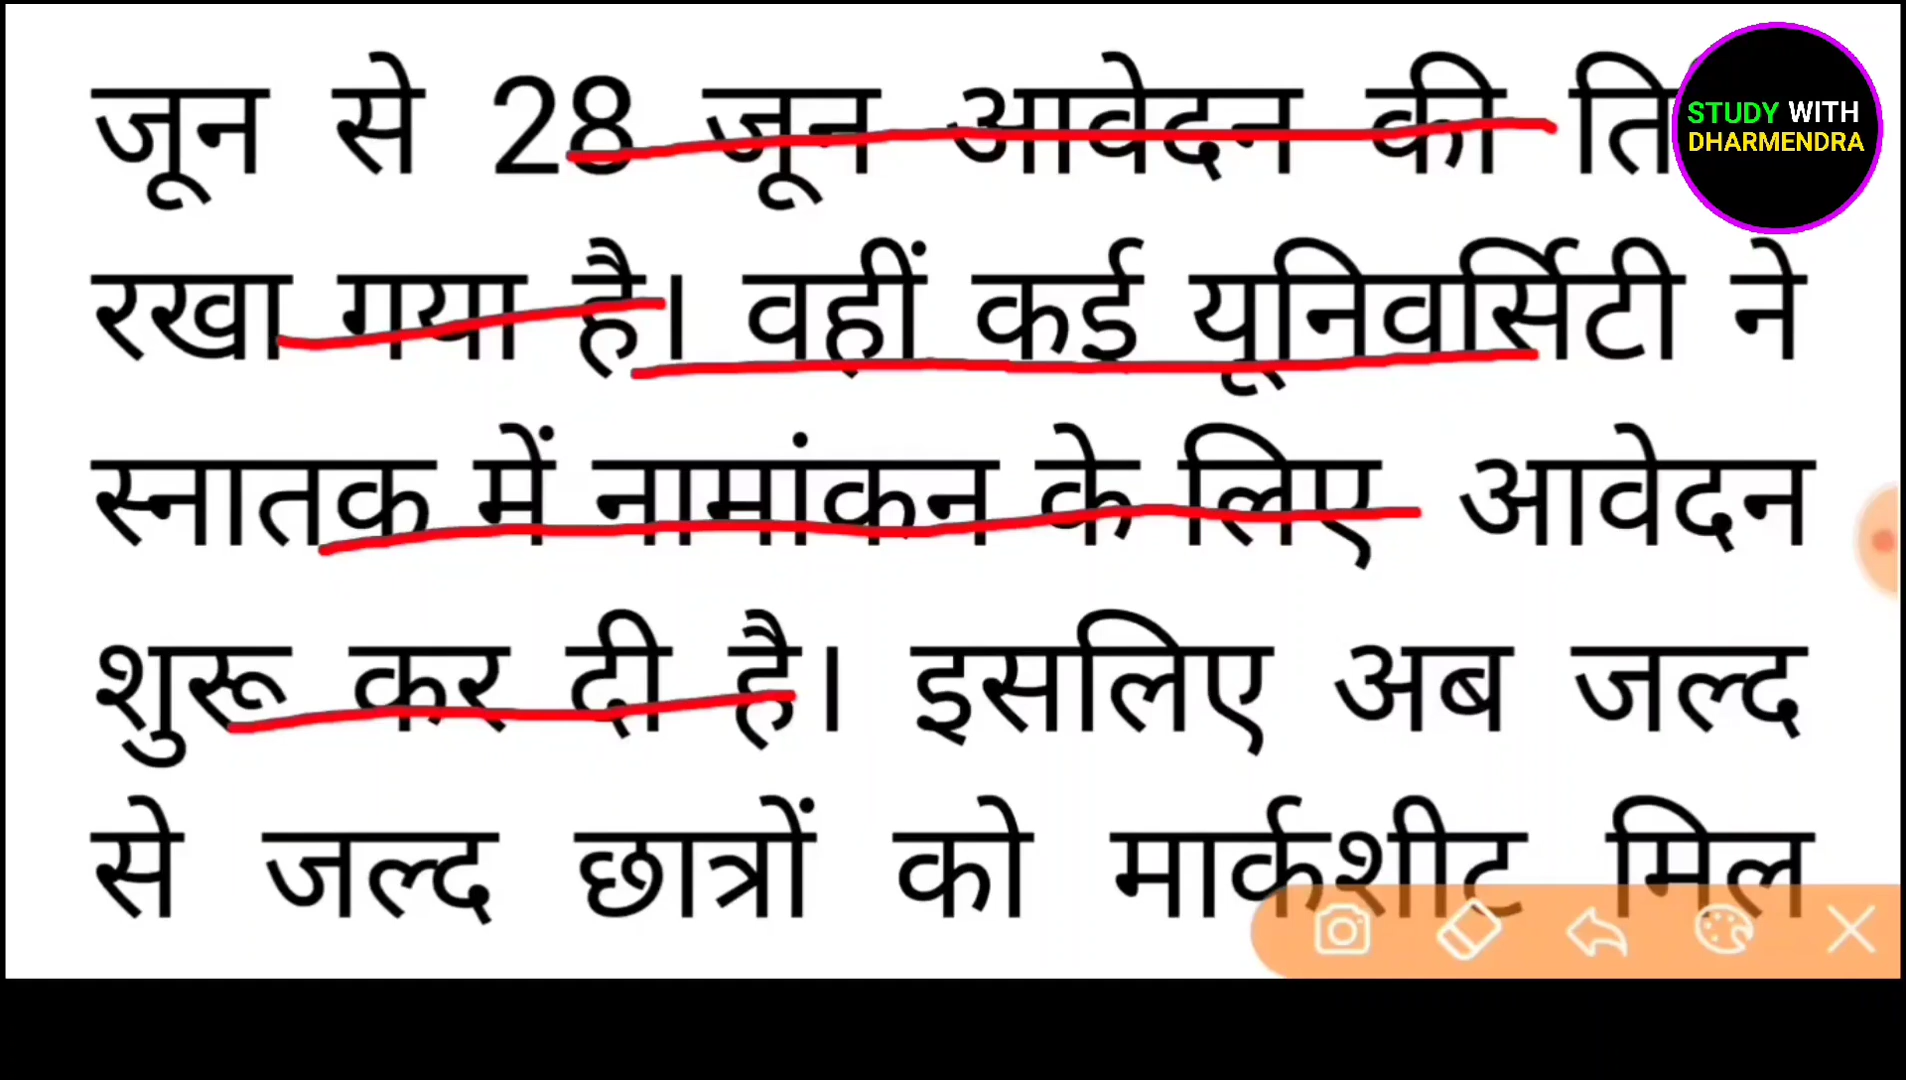 जून से 28 जून आवेदन की
रखा गया है। वहीं कई यूनिवर्सिटी ने
स्नातक में नामांकन के लिए आवेदन
शुरू कर दी है। इसलिए अब जल्द
से जल्द छात्रों को मार्कशीट मिल
STUDY WITH
DHARMENDRA